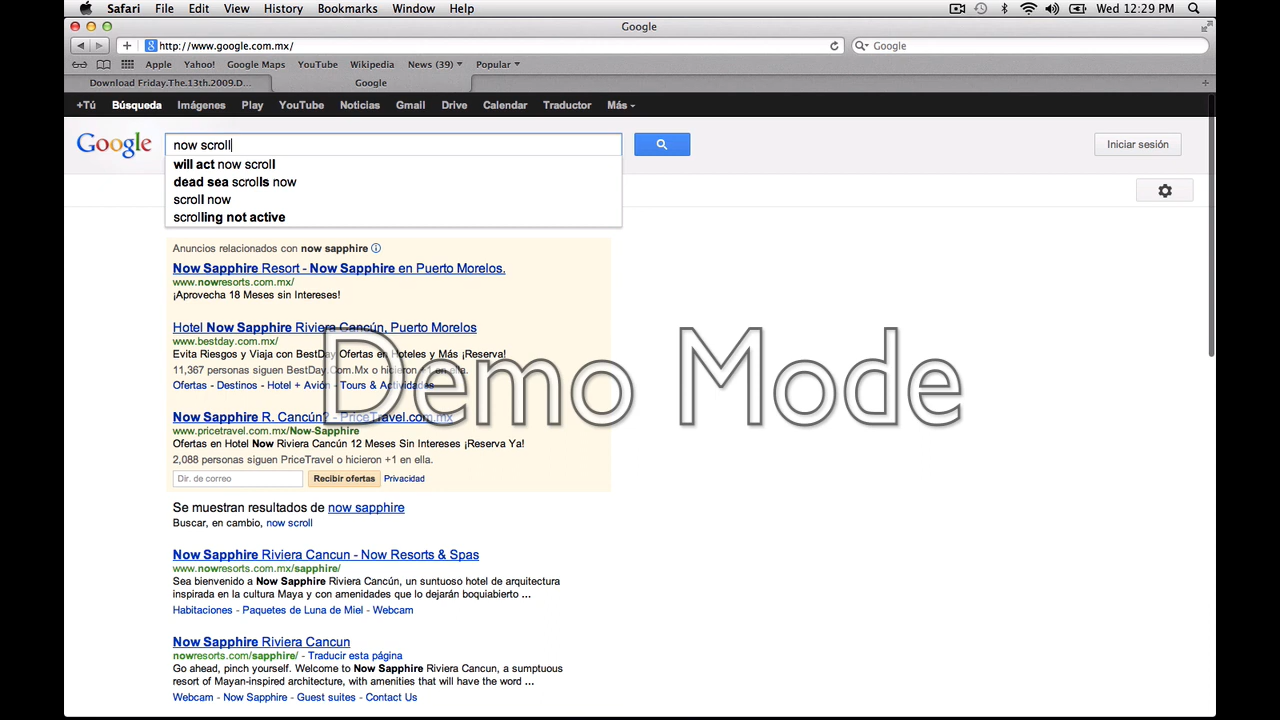 Safari File Edit View History Bookmarks Window Help Wed 12:29 PM
Google
http://www.google.com.mx/ Google
Apple Yahoo! Google Maps YouTube Wikipedia News (39) Popular
Download Friday.The.13th.2009.D... Google
+Tú Búsqueda Imágenes Play YouTube Noticias Gmail Drive Calendar Traductor Más
Google now scroll Iniciar sesión
will act now scroll
dead sea scrolls now
scroll now
scrolling not active
Anuncios relacionados con now sapphire
Now Sapphire Resort - Now Sapphire en Puerto Morelos.
www.nowresorts.com.mx/
¡Aprovecha 18 Meses sin Intereses!
Hotel Now Sapphire Riviera Cancún, Puerto Morelos
www.bestday.com.mx/
Evita Riesgos y Viaja con BestDay Ofertas en Hoteles y Más ¡Reserva!
11,367 personas siguen BestDay.Com.Mx o hicieron +1 en ella.
Ofertas - Destinos - Hotel + Avión - Tours & Actividades
Demo Mode
Now Sapphire R. Cancún? - PriceTravel.com.mx
www.pricetravel.com.mx/Now-Sapphire
Ofertas en Hotel Now Riviera Cancún 12 Meses Sin Intereses ¡Reserva Ya!
2,088 personas siguen PriceTravel o hicieron +1 en ella.
Dir. de correo Recibir ofertas Privacidad
Se muestran resultados de now sapphire
Buscar, en cambio, now scroll
Now Sapphire Riviera Cancun - Now Resorts & Spas
www.nowresorts.com.mx/sapphire/
Sea bienvenido a Now Sapphire Riviera Cancún, un suntuoso hotel de arquitectura
inspirada en la cultura Maya y con amenidades que lo dejarán boquiabierto ...
Habitaciones - Paquetes de Luna de Miel - Webcam
Now Sapphire Riviera Cancun
nowresorts.com/sapphire/ - Traducir esta página
Go ahead, pinch yourself. Welcome to Now Sapphire Riviera Cancun, a sumptuous
resort of Mayan-inspired architecture, with amenities that will have the word ...
Webcam - Now Sapphire - Guest suites - Contact Us